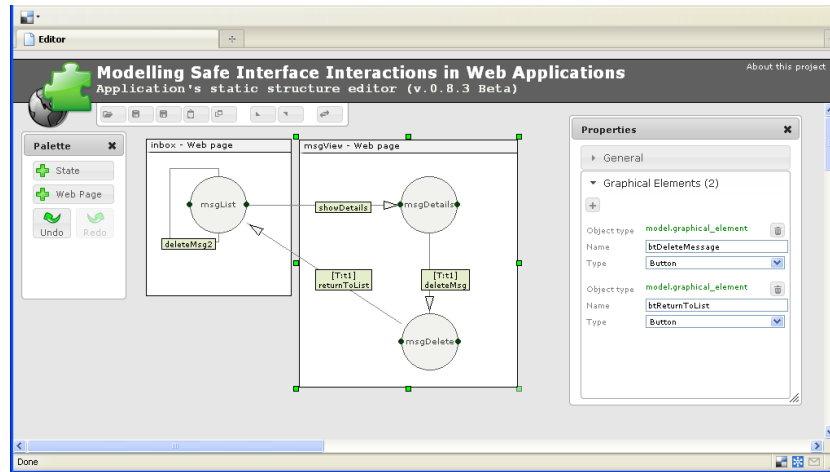 Editor
Modelling Safe Interface Interactions in Web Applications
Application's static structure editor (v.0.8.3 Beta)
About this project
Palette
State
Web Page
Undo
Redo
inbox - Web page
msgList
deleteMsg2
msgView - Web page
showDetails
msgDetails
[T:t1]
returnToList
[T:t1]
deleteMsg
msgDelete
Properties
General
Graphical Elements (2)
Object type model.graphical_element
Name btDeleteMessage
Type Button
Object type model.graphical_element
Name btReturnToList
Type Button
Done